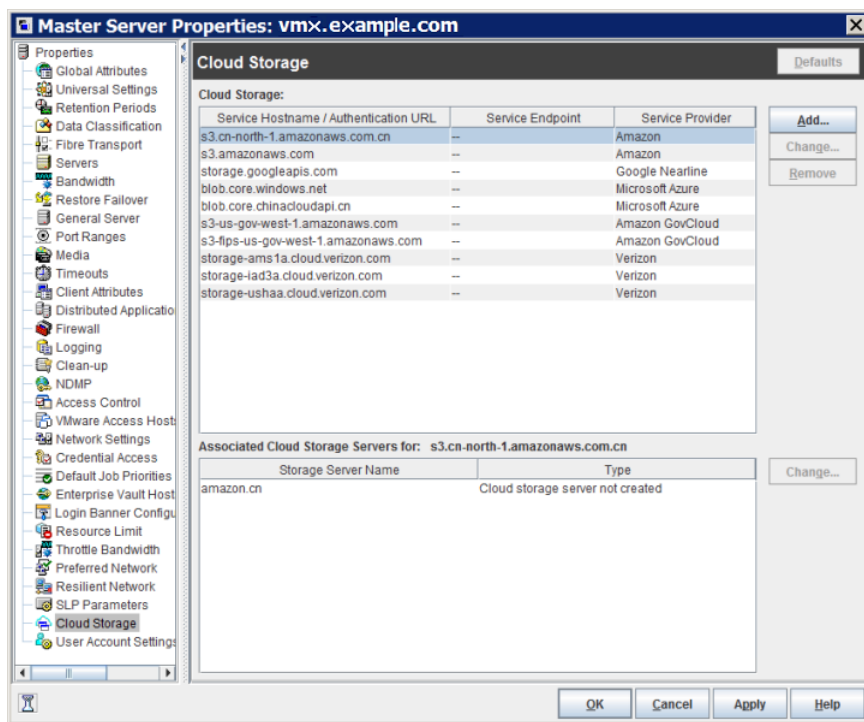 Master Server Properties: vmx.example.com
Properties
Global Attributes
Universal Settings
Retention Periods
Data Classification
Fibre Transport
Servers
Bandwidth
Restore Failover
General Server
Port Ranges
Media
Timeouts
Client Attributes
Distributed Applicatio
Firewall
Logging
Clean-up
NDMP
Access Control
VMware Access Hosts
Network Settings
Credential Access
Default Job Priorities
Enterprise Vault Host
Login Banner Configu
Resource Limit
Throttle Bandwidth
Preferred Network
Resilient Network
SLP Parameters
Cloud Storage
User Account Settings
Cloud Storage
Defaults
Cloud Storage:
Service Hostname / Authentication URL Service Endpoint Service Provider
s3.cn-north-1.amazonaws.com.cn -- Amazon
s3.amazonaws.com -- Amazon
storage.googleapis.com -- Google Nearline
blob.core.windows.net -- Microsoft Azure
blob.core.chinacloudapi.cn -- Microsoft Azure
s3-us-gov-west-1.amazonaws.com -- Amazon GovCloud
s3-fips-us-gov-west-1.amazonaws.com -- Amazon GovCloud
storage-ams1a.cloud.verizon.com -- Verizon
storage-iad3a.cloud.verizon.com -- Verizon
storage-ushaa.cloud.verizon.com -- Verizon
Add...
Change...
Remove
Associated Cloud Storage Servers for: s3.cn-north-1.amazonaws.com.cn
Storage Server Name Type
amazon.cn Cloud storage server not created
Change...
OK Cancel Apply Help